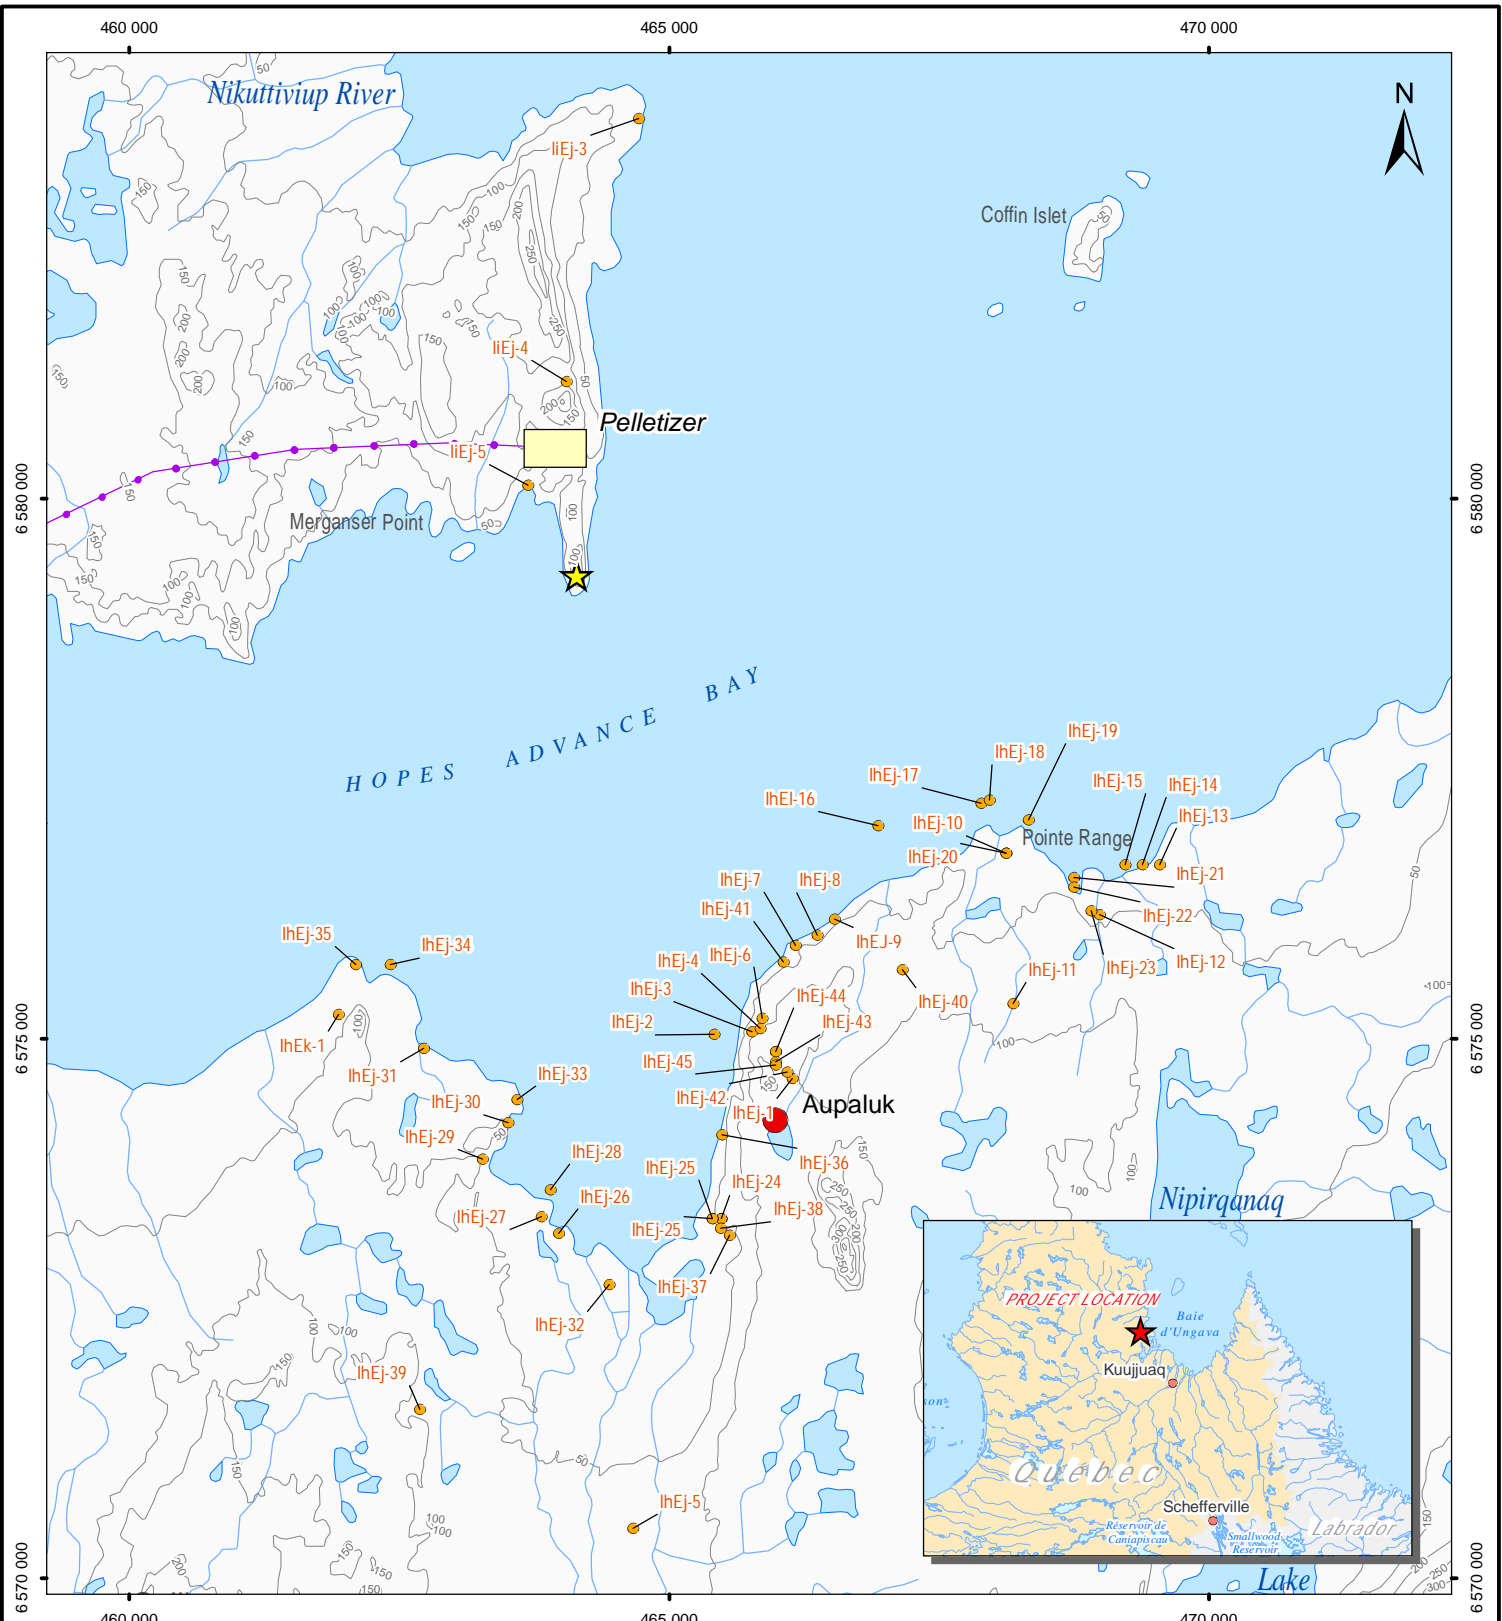 460 000
465 000
470 000
Nikuttiviup River
N
IiEj-3
Coffin Islet
IiEj-4
Pelletizer
IiEj-5
6 580 000
6 580 000
Merganser Point
HOPES ADVANCE BAY
IhEj-19
IhEj-18
IhEj-17
IhEj-15
IhEj-14
IhEI-16
IhEj-13
IhEj-10
Pointe Range
IhEj-20
IhEj-21
IhEj-7
IhEj-8
IhEj-41
IhEj-22
IhEj-35
IhEj-34
IhEj-4
IhEj-6
IhEJ-9
IhEj-23
IhEj-12
IhEj-11
IhEj-3
IhEj-44
IhEj-40
IhEj-2
IhEj-43
6 575 000
6 575 000
IhEk-1
IhEj-31
IhEj-45
IhEj-33
IhEj-42
IhEj-30
IhEj-1
Aupaluk
IhEj-29
IhEj-28
IhEj-36
IhEj-25
IhEj-24
IhEj-26
IhEj-27
IhEj-25
IhEj-38
Nipirqanaq
IhEj-37
IhEj-32
PROJECT LOCATION
Baie
d'Ungava
Kuujjuaq
IhEj-39
son
Québec
IhEj-5
Schefferville
Réservoir de
Caniapiscau
Smallwood
Reservoir
Labrador
Lake
6 570 000
6 570 000
460 000
465 000
470 000
50
100
150
200
250
300